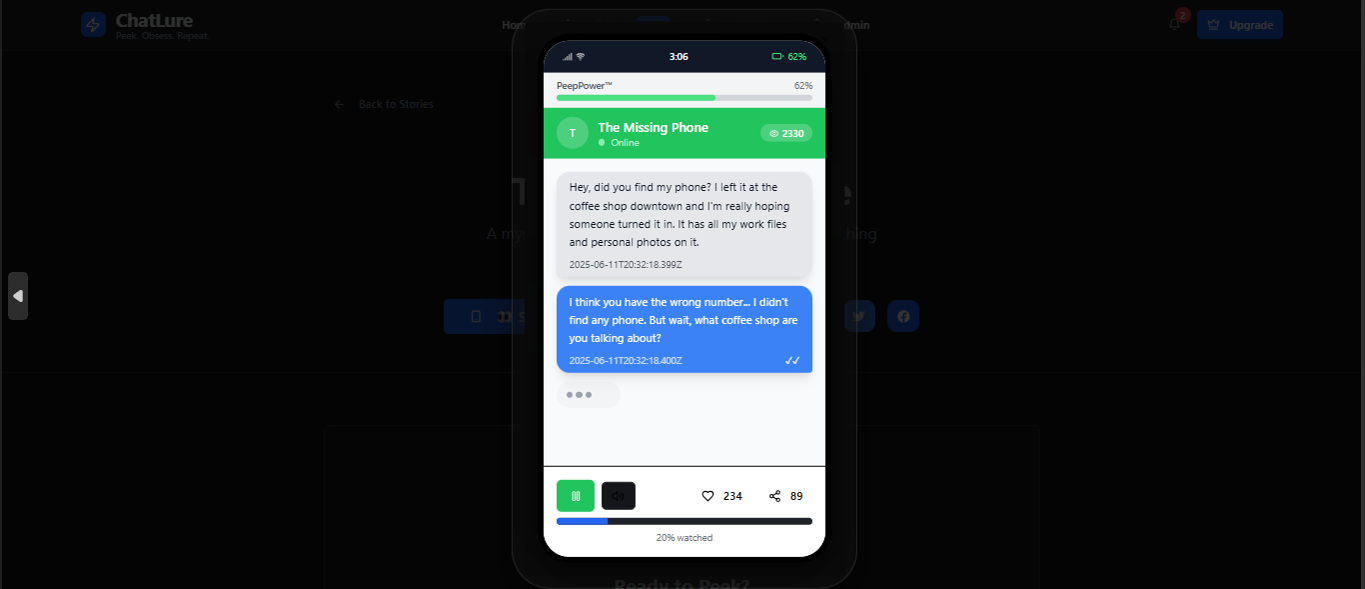 ChatLure
Peek. Obsess. Repeat.
Hom
dmin
2
Upgrade
Back to Stories
3:06
62%
PeepPower™
62%
T
The Missing Phone
Online
2330
Hey, did you find my phone? I left it at the
coffee shop downtown and I'm really hoping
someone turned it in. It has all my work files
and personal photos on it.
2025-06-11T20:32:18.399Z
I think you have the wrong number... I didn't
find any phone. But wait, what coffee shop are
you talking about?
2025-06-11T20:32:18.400Z
T
e
A my
hing
S
234
89
20% watched
Ready to Peek?